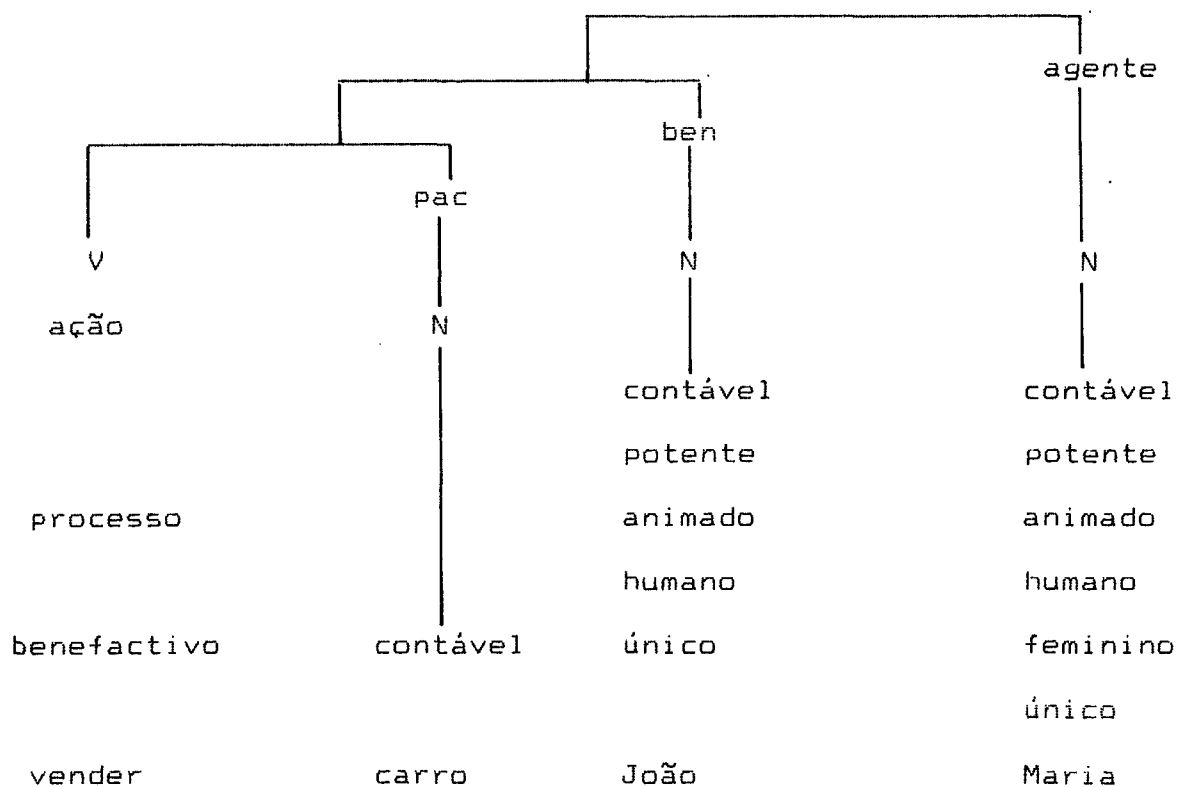 agente
ben
pac
V N N
ação N
contável contável
potente potente
processo animado animado
humano humano
benefactivo contável único feminino
único
vender carro João Maria